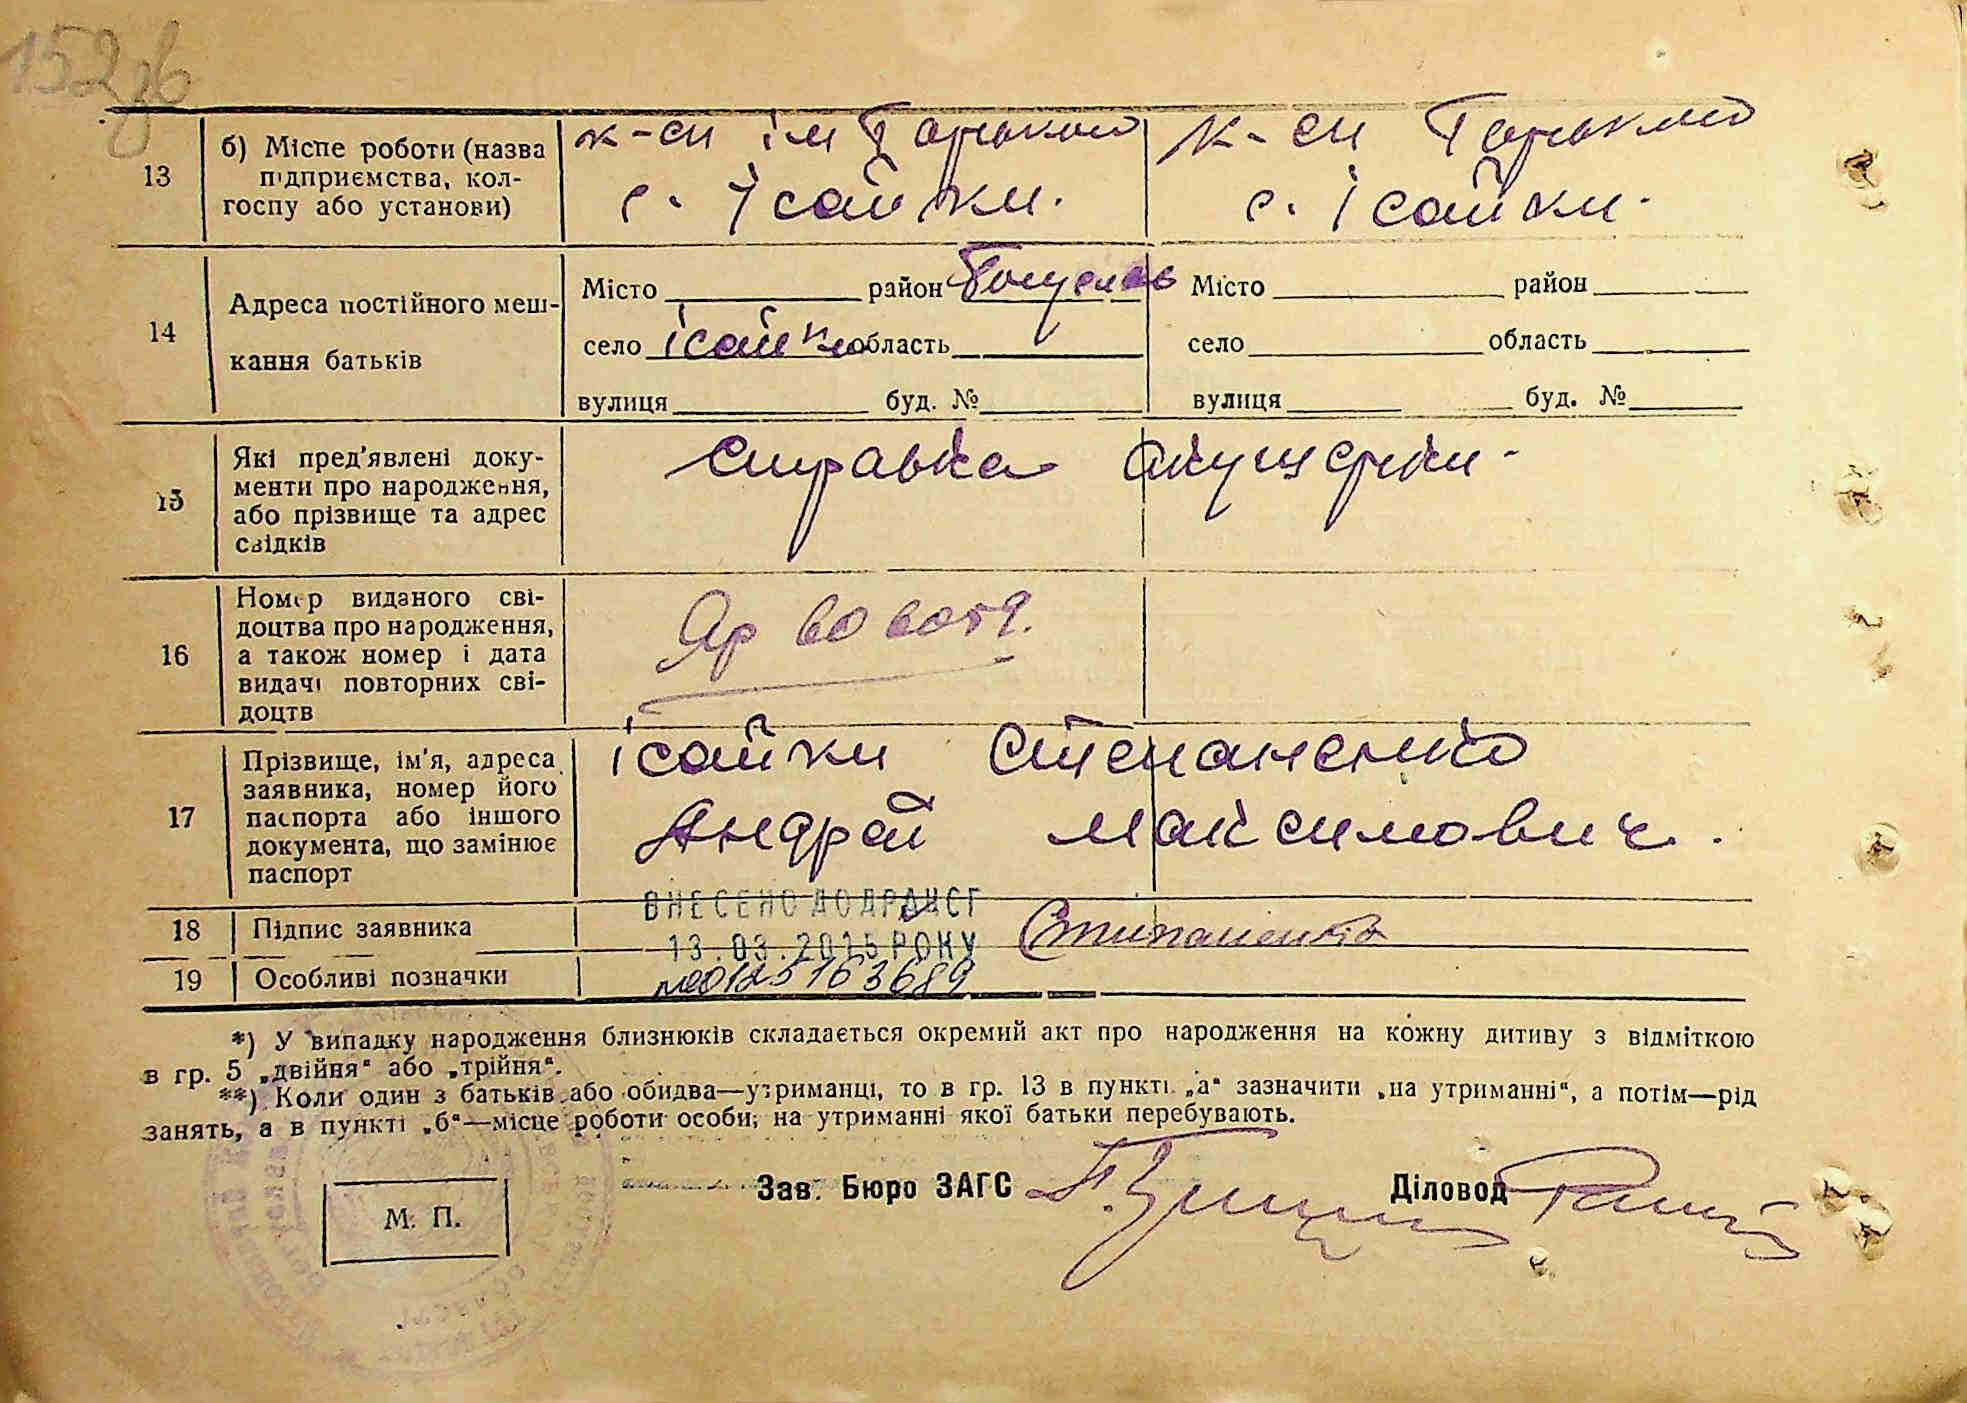 152зв
13
б) Місце роботи (назва підприємства, колгоспу або установи)
к-сп ім Горького
с. Ісайки.
к-сп Горького
с. Ісайки.
14
Адреса постійного мешкання батьків
Місто район Богуслав
село Ісайки область
вулиця буд. №
Місто район
село область
вулиця буд. №
15
Які пред'явлені документи про народження, або прізвище та адрес свідків
справка акушерки
16
Номер виданого свідоцтва про народження, а також номер і дата видачі повторних свідоцтв
17
Прізвище, ім'я, адреса заявника, номер його паспорта або іншого документа, що замінює паспорт
Ісайки Степаненко
Андрей Максимович.
18
Підпис заявника
ВНЕСЕНО ДО ДРАЦСГ
13.03.2015 РОКУ
19
Особливі позначки
№00125163689
*) У випадку народження близнюків складається окремий акт про народження на кожну дитину з відміткою
в гр. 5 „двійня" або „трійня".
**) Коли один з батьків або обидва—утриманці, то в гр. 13 в пункті „а" зазначити „на утриманні", а потім—рід
занять, а в пункті „б"—місце роботи особи, на утриманні якої батьки перебувають.
М. П.
Зав. Бюро ЗАГС
Діловод